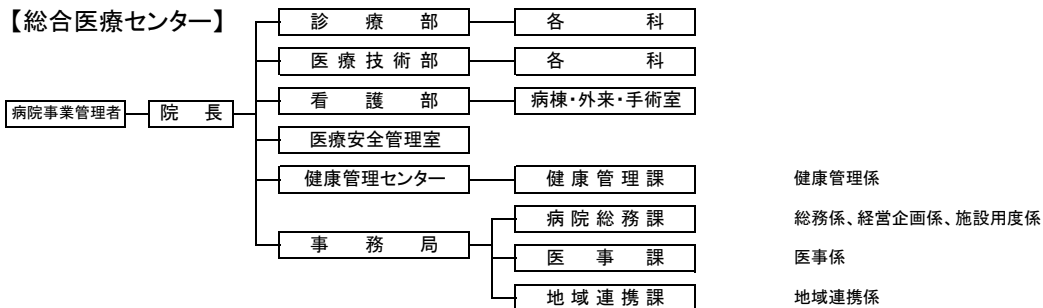 【総合医療センター】
診療部 各科
医療技術部 各科
看護部 病棟・外来・手術室
病院事業管理者 院長
医療安全管理室
健康管理センター 健康管理課 健康管理係
病院総務課 総務係、経営企画係、施設用度係
事務局 医事課 医事係
地域連携課 地域連携係